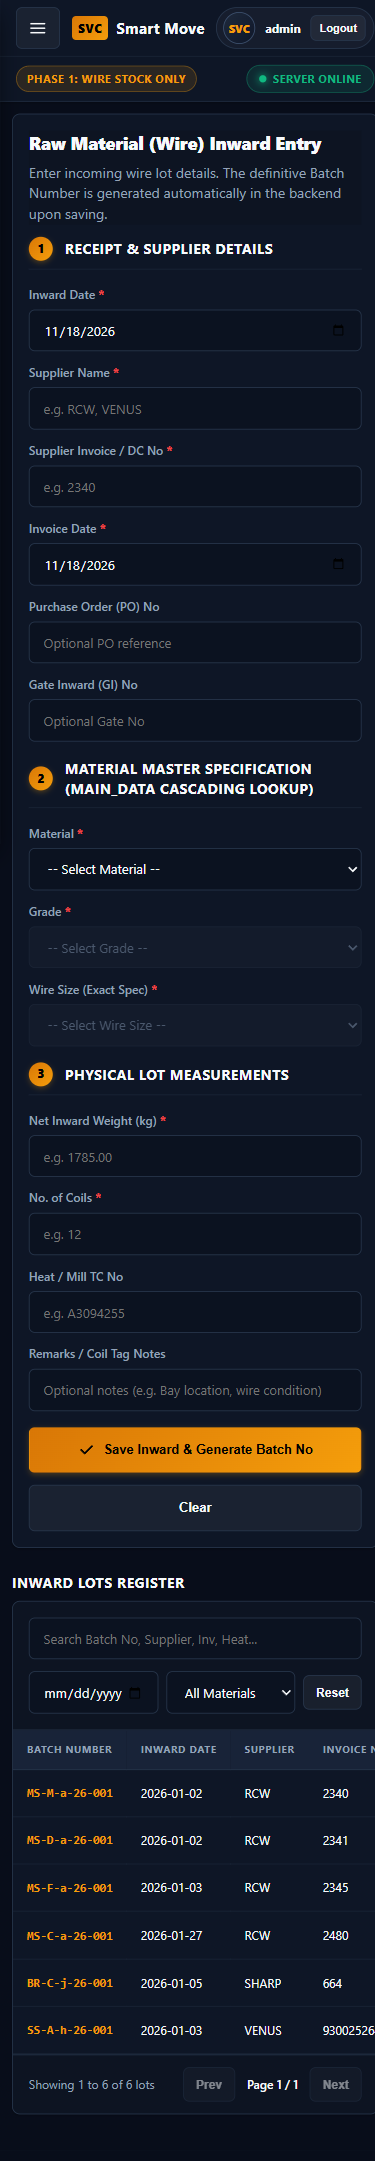 SVC Smart Move SVC admin Logout
PHASE 1: WIRE STOCK ONLY SERVER ONLINE
Raw Material (Wire) Inward Entry
Enter incoming wire lot details. The definitive Batch
Number is generated automatically in the backend
upon saving.
1 RECEIPT & SUPPLIER DETAILS
Inward Date *
11/18/2026
Supplier Name *
e.g. RCW, VENUS
Supplier Invoice / DC No *
e.g. 2340
Invoice Date *
11/18/2026
Purchase Order (PO) No
Optional PO reference
Gate Inward (GI) No
Optional Gate No
2 MATERIAL MASTER SPECIFICATION
(MAIN_DATA CASCADING LOOKUP)
Material *
-- Select Material --
Grade *
-- Select Grade --
Wire Size (Exact Spec) *
-- Select Wire Size --
3 PHYSICAL LOT MEASUREMENTS
Net Inward Weight (kg) *
e.g. 1785.00
No. of Coils *
e.g. 12
Heat / Mill TC No
e.g. A3094255
Remarks / Coil Tag Notes
Optional notes (e.g. Bay location, wire condition)
Save Inward & Generate Batch No
Clear
INWARD LOTS REGISTER
Search Batch No, Supplier, Inv, Heat...
mm/dd/yyyy All Materials Reset
BATCH NUMBER INWARD DATE SUPPLIER INVOICE N
MS-M-a-26-001 2026-01-02 RCW 2340
MS-D-a-26-001 2026-01-02 RCW 2341
MS-F-a-26-001 2026-01-03 RCW 2345
MS-C-a-26-001 2026-01-27 RCW 2480
BR-C-j-26-001 2026-01-05 SHARP 664
SS-A-h-26-001 2026-01-03 VENUS 93002526
Showing 1 to 6 of 6 lots Prev Page 1 / 1 Next